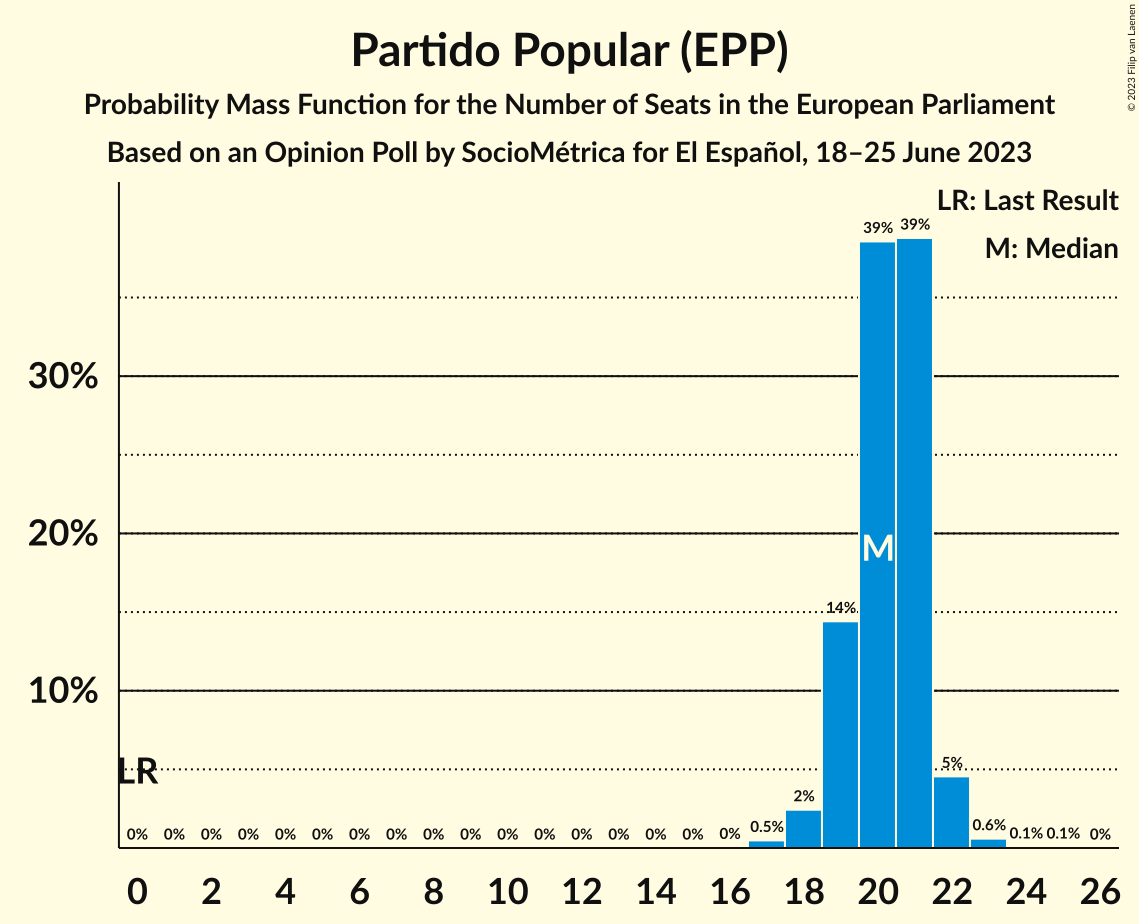 Partido Popular (EPP)
Probability Mass Function for the Number of Seats in the European Parliament
Based on an Opinion Poll by SocioMétrica for El Español, 18–25 June 2023
© 2023 Filip van Laenen
LR: Last Result
M: Median
39% 39%
30%
20%
M
14%
10%
LR
5%
2%
0% 0% 0% 0% 0% 0% 0% 0% 0% 0% 0% 0% 0% 0% 0% 0% 0% 0.5% 0.6% 0.1% 0.1% 0%
0 2 4 6 8 10 12 14 16 18 20 22 24 26